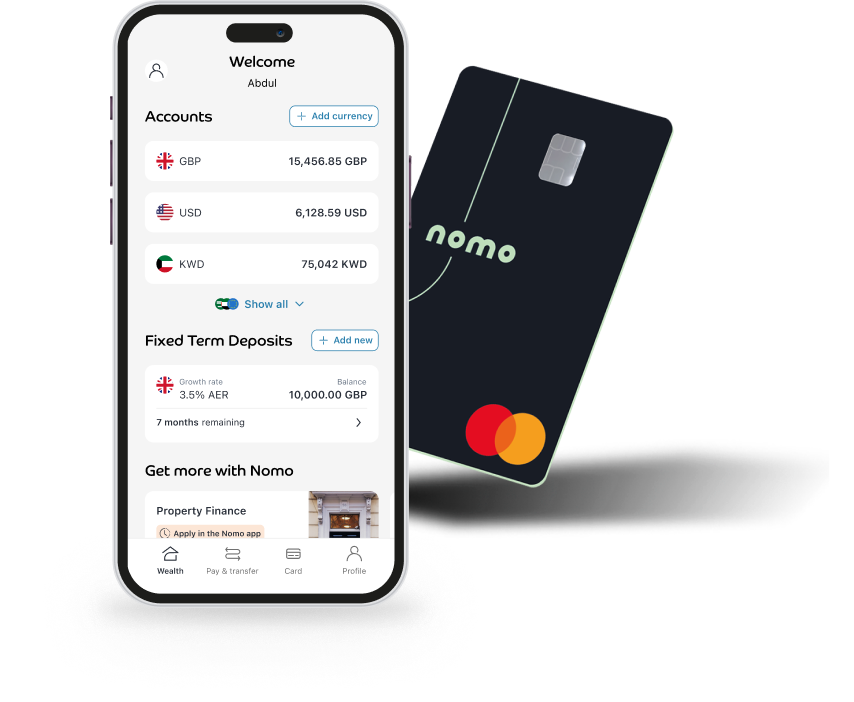 Welcome
Abdul
Accounts
Add currency
GBP 15,456.85 GBP
USD 6,128.59 USD
KWD 75,042 KWD
Show all
Fixed Term Deposits
Add new
Growth rate Balance
3.5% AER 10,000.00 GBP
7 months remaining
Get more with Nomo
Property Finance
Apply in the Nomo app
Wealth Pay & transfer Card Profile
nomo